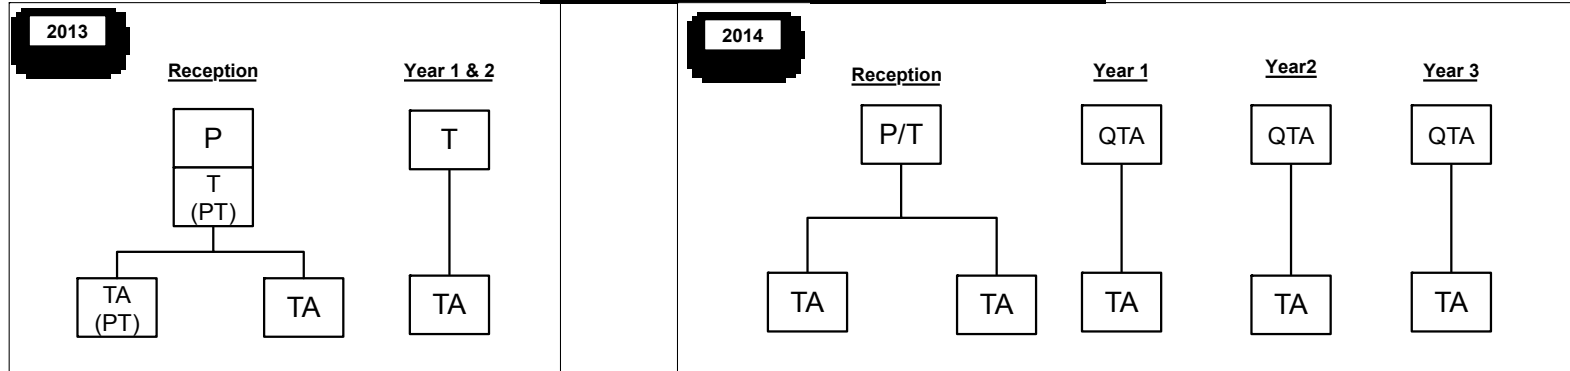 2013
Reception
Year 1 & 2
P
T
T
(PT)
TA
(PT)
TA
TA
2014
Reception
Year 1
Year2
Year 3
P/T
QTA
QTA
QTA
TA
TA
TA
TA
TA